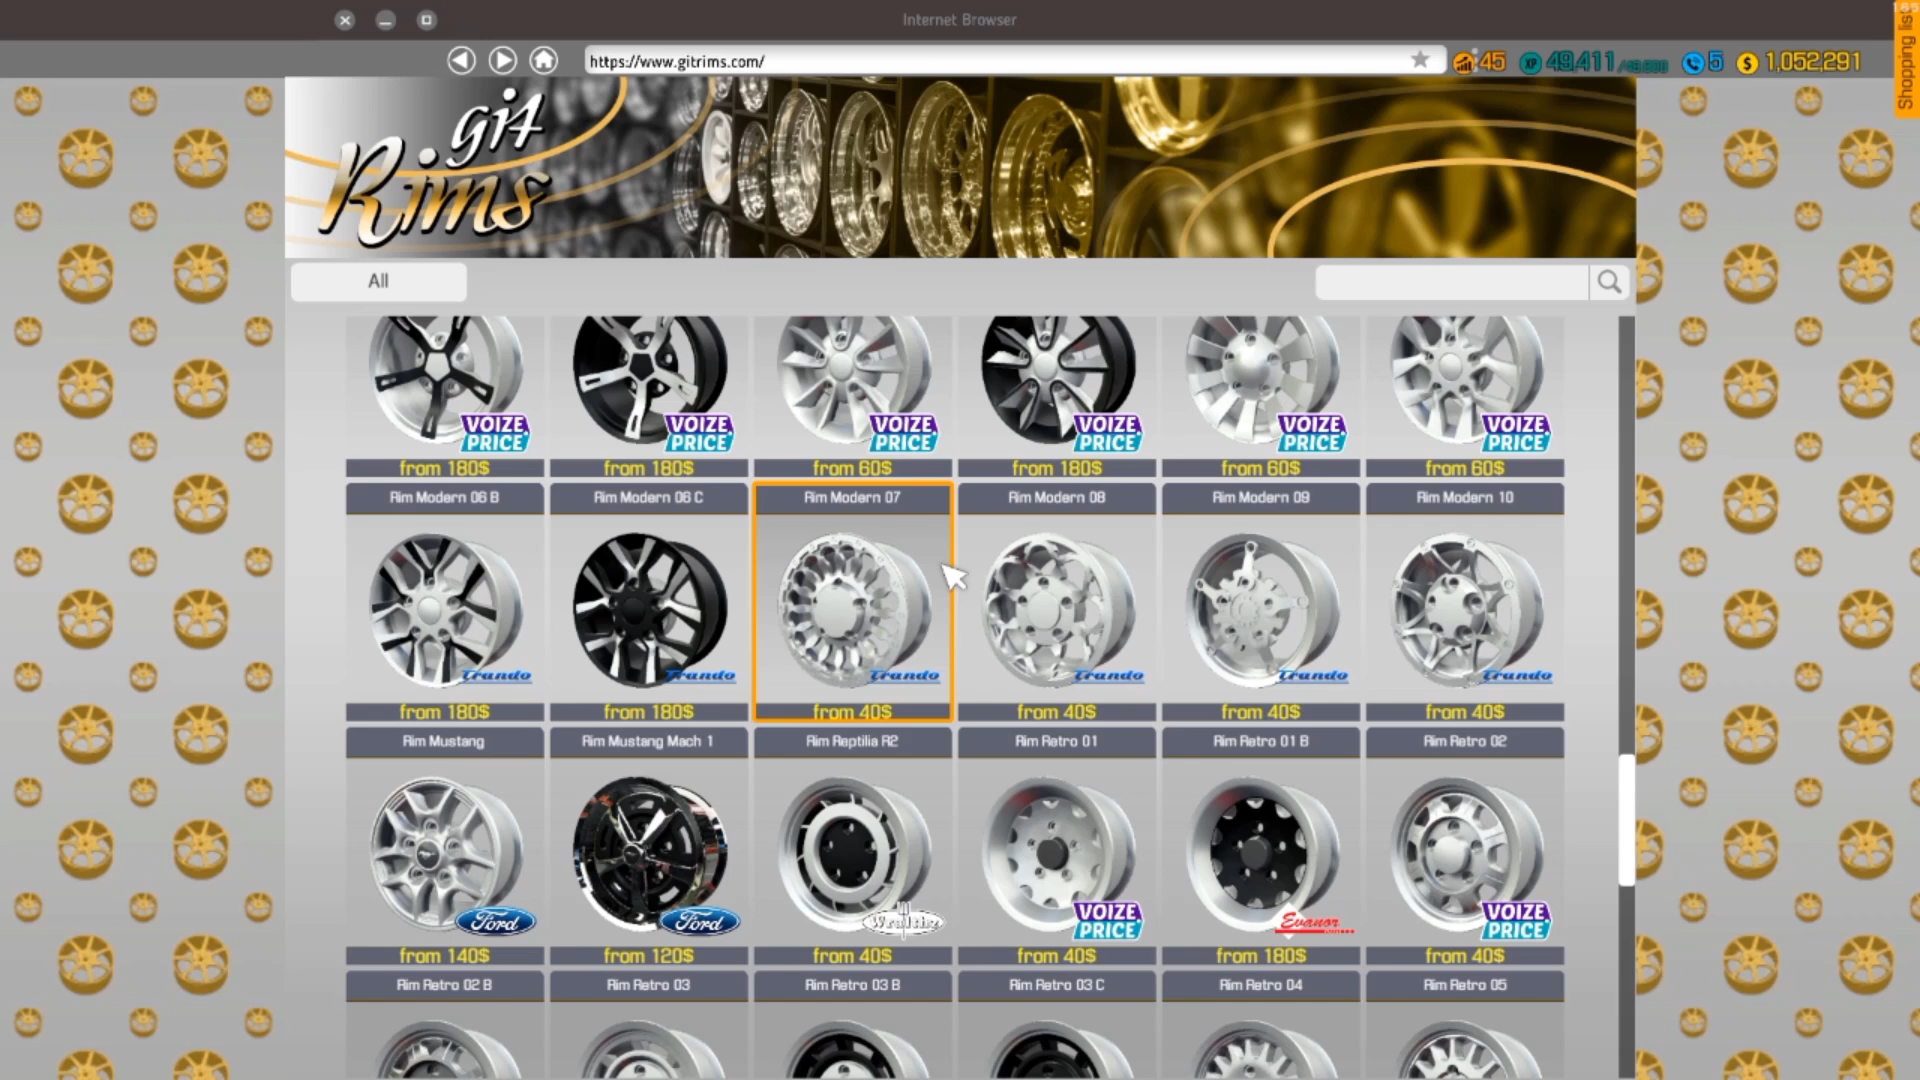 Internet Browser
https://www.gitrims.com/
45
XP 49,411
5
$ 1,052,291
Shopping list
git
Rims
All
VOIZE. PRICE
VOIZE. PRICE
VOIZE. PRICE
VOIZE. PRICE
VOIZE. PRICE
from 180$
from 180$
from 60$
from 180$
from 60$
from 60$
Rim Modern 06 B
Rim Modern 06 C
Rim Modern 07
Rim Modern 08
Rim Modern 09
Rim Modern 10
Trando
Trando
Trando
Trando
Trando
Trando
from 180$
from 180$
from 40$
from 40$
from 40$
from 40$
Rim Mustang
Rim Mustang Mach 1
Rim Reptilia R2
Rim Retro 01
Rim Retro 01 B
Rim Retro 02
Ford
Ford
VOIZE. PRICE
Evanor
VOIZE. PRICE
from 140$
from 120$
from 40$
from 40$
from 180$
from 40$
Rim Retro 02 B
Rim Retro 03
Rim Retro 03 B
Rim Retro 03 C
Rim Retro 04
Rim Retro 05